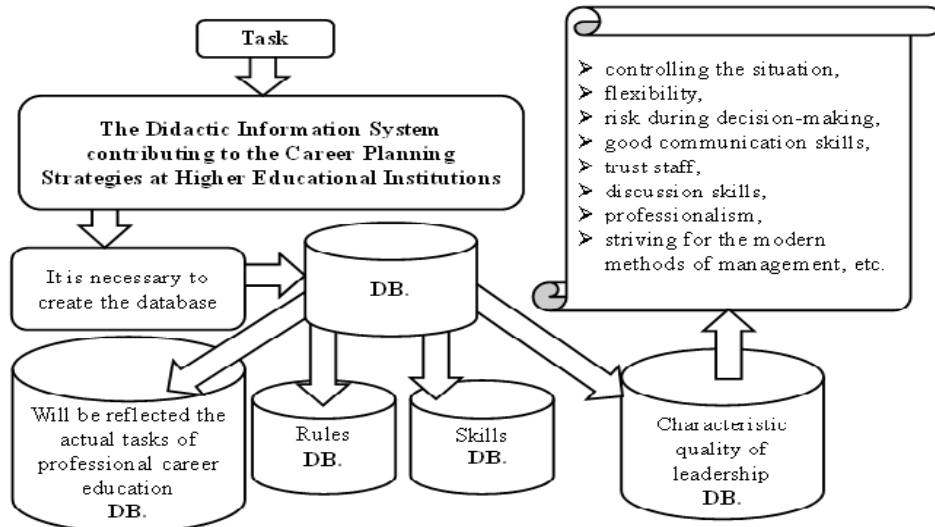 Task
The Didactic Information System
contributing to the Career Planning
Strategies at Higher Educational Institutions
It is necessary to
create the database
DB.
Will be reflected the
actual tasks of
professional career
education
DB.
Rules
DB.
Skills
DB.
Characteristic
quality of
leadership
DB.
➢ controlling the situation,
➢ flexibility,
➢ risk during decision-making,
➢ good communication skills,
➢ trust staff,
➢ discussion skills,
➢ professionalism,
➢ striving for the modern
methods of management, etc.